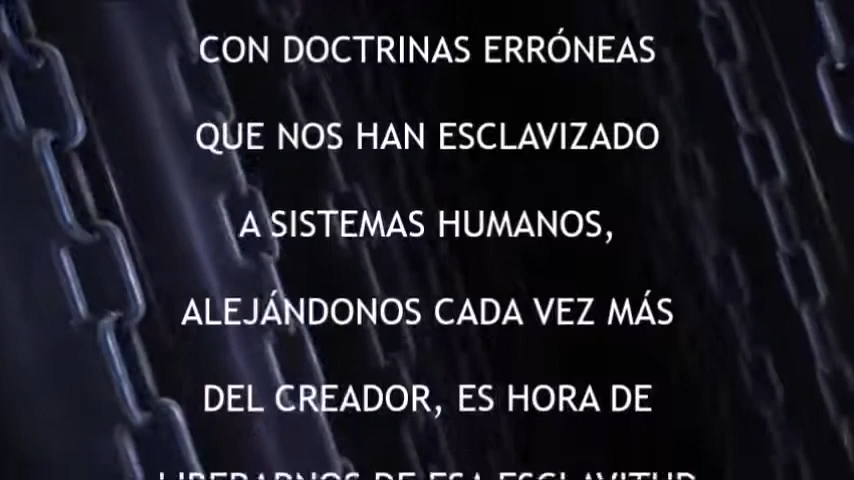 CON DOCTRINAS ERRÓNEAS
QUE NOS HAN ESCLAVIZADO
A SISTEMAS HUMANOS,
ALEJÁNDONOS CADA VEZ MÁS
DEL CREADOR, ES HORA DE
LIBERARNOS DE ESA ESCLAVITUD